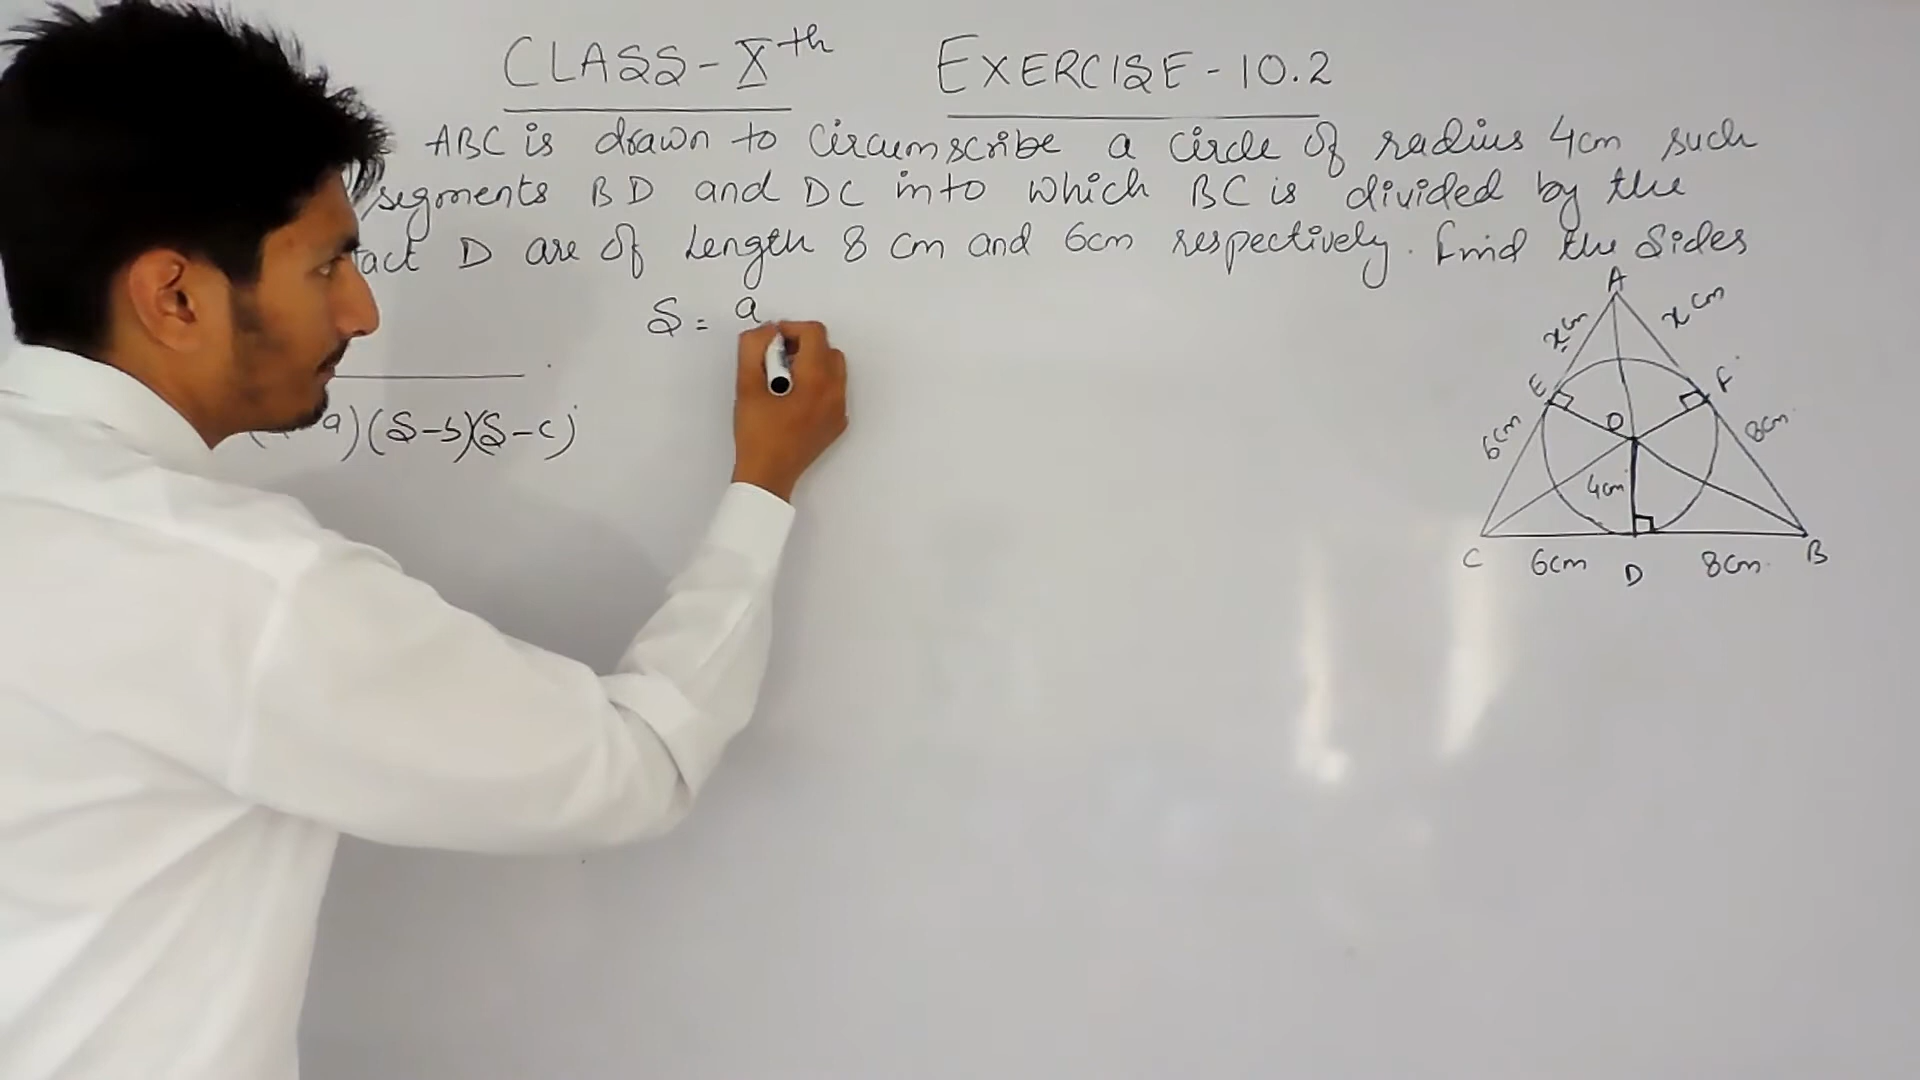 CLASS-Xth EXERCISE-10.2
ABC is drawn to circumscribe a circle of radius 4cm such
segments BD and DC into which BC is divided by the
tact D are of length 8 cm and 6cm respectively. Find the Sides
S = a
a)(S-b)(S-c)
A
x cm
x cm
E
F
6cm
O
8cm
4cm
C
6cm
D
8cm
B